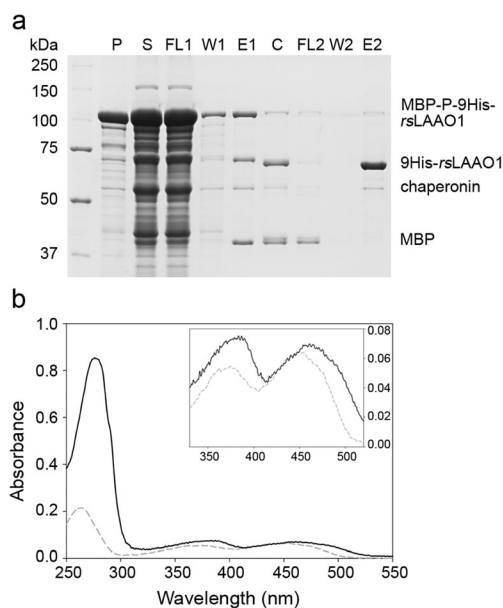 a
kDa P S FL1 W1 E1 C FL2 W2 E2
250
150
100
75
50
37
MBP-P-9His-
rsLAAO1
9His-rsLAAO1
chaperonin
MBP
b
1.0
0.8
0.6
0.4
0.2
0.0
Absorbance
250 300 350 400 450 500 550
Wavelength (nm)
0.08
0.06
0.04
0.02
0.00
350 400 450 500